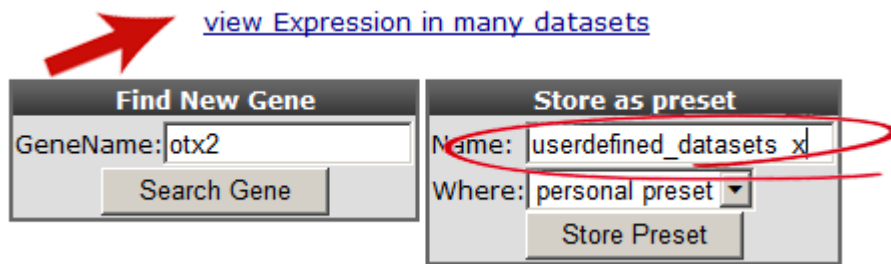 view Expression in many datasets
Find New Gene
GeneName: otx2
Search Gene
Store as preset
Name: userdefined_datasets_x
Where: personal preset
Store Preset